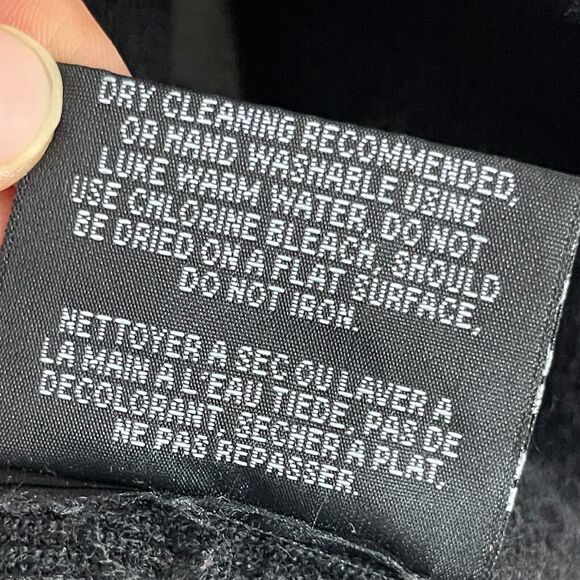 DRY CLEANING RECOMMENDED,
OR HAND WASHABLE USING
LUKE WARM WATER, DO NOT
USE CHLORINE BLEACH, SHOULD
BE DRIED ON A FLAT SURFACE,
DO NOT IRON.
NETTOYER A SEC OU LAVER A
LA MAIN A L'EAU TIEDE. PAS DE
DECOLORANT. SECHER A PLAT.
NE PAS REPASSER.